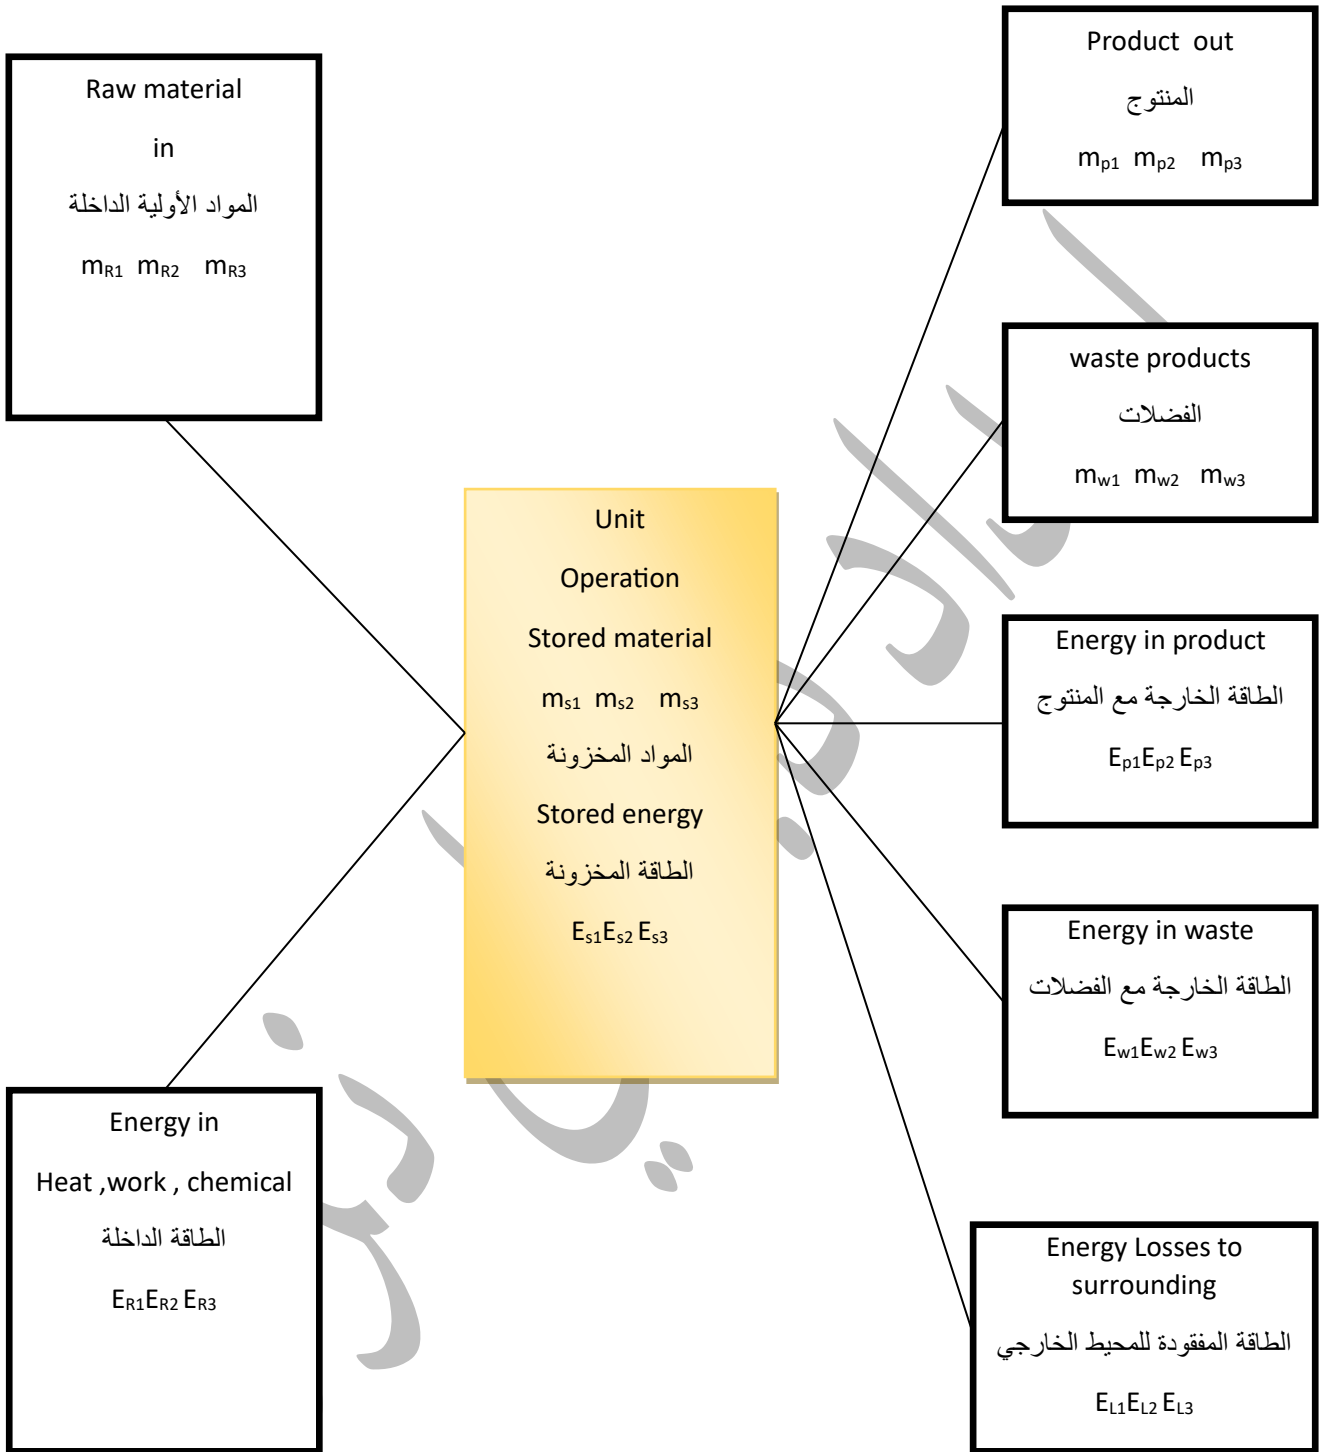 Raw material
in
المواد الأولية الداخلة
mR1 mR2 mR3
Energy in
Heat ,work , chemical
الطاقة الداخلة
ER1ER2 ER3
Unit
Operation
Stored material
ms1 ms2 ms3
المواد المخزونة
Stored energy
الطاقة المخزونة
Es1Es2 Es3
Product out
المنتوج
mp1 mp2 mp3
waste products
الفضلات
mw1 mw2 mw3
Energy in product
الطاقة الخارجة مع المنتوج
Ep1Ep2 Ep3
Energy in waste
الطاقة الخارجة مع الفضلات
Ew1Ew2 Ew3
Energy Losses to
surrounding
الطاقة المفقودة للمحيط الخارجي
EL1EL2 EL3